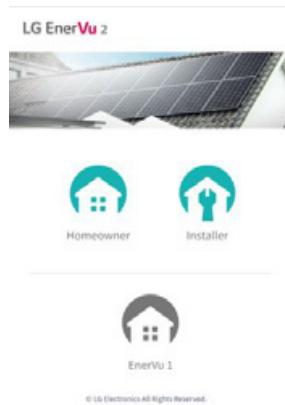 LG EnerVu 2
Homeowner Installer
EnerVu 1
© LG Electronics All Rights Reserved.